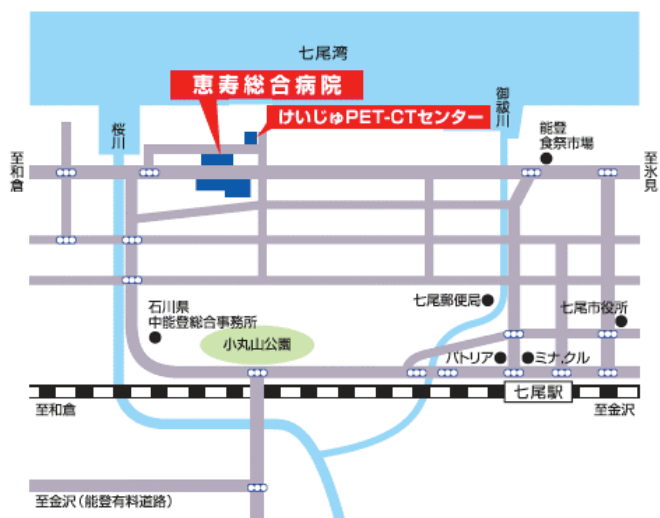 七尾湾
恵寿総合病院
けいじゅPET-CTセンター
桜川
御祓川
能登
食祭市場
至和倉
至氷見
七尾郵便局
七尾市役所
石川県
中能登総合事務所
小丸山公園
パトリア
ミナ.クル
七尾駅
至和倉
至金沢
至金沢(能登有料道路)